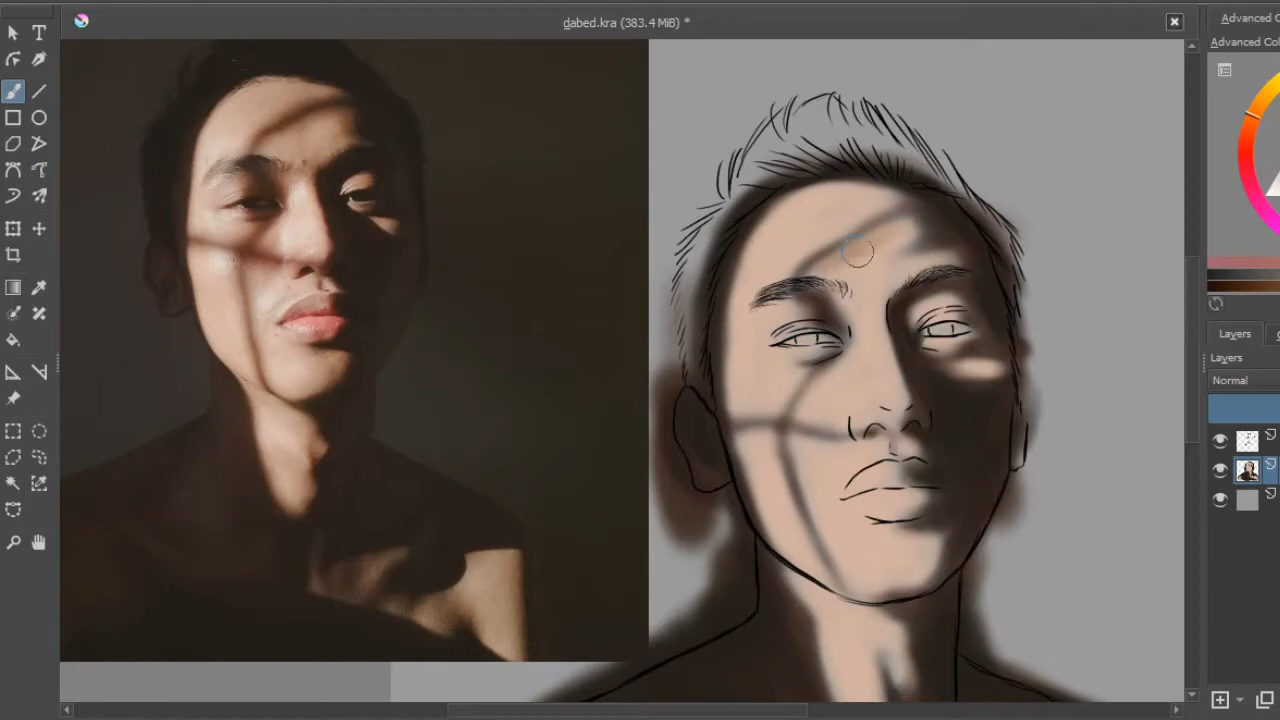 dabed.kra (383.4 MiB) *
Advanced C
Advanced Col
Layers
Layers
Normal